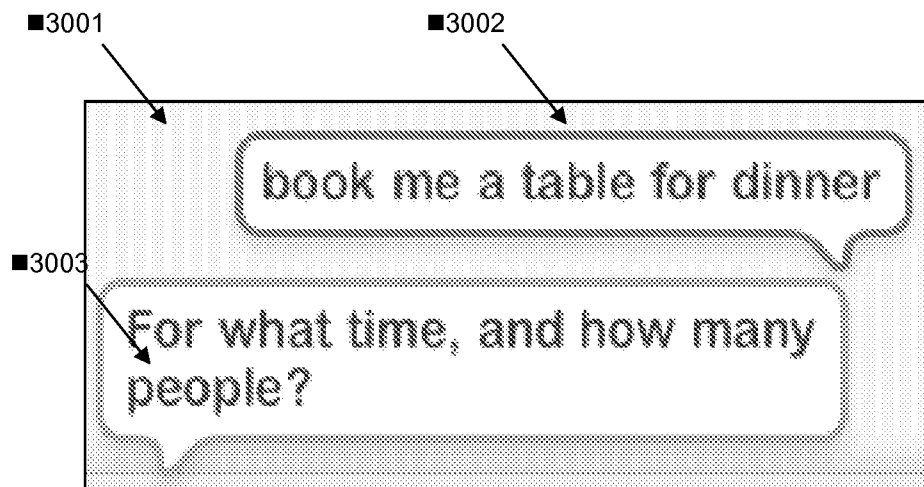 ■3001
■3002
book me a table for dinner
■3003
For what time, and how many
people?